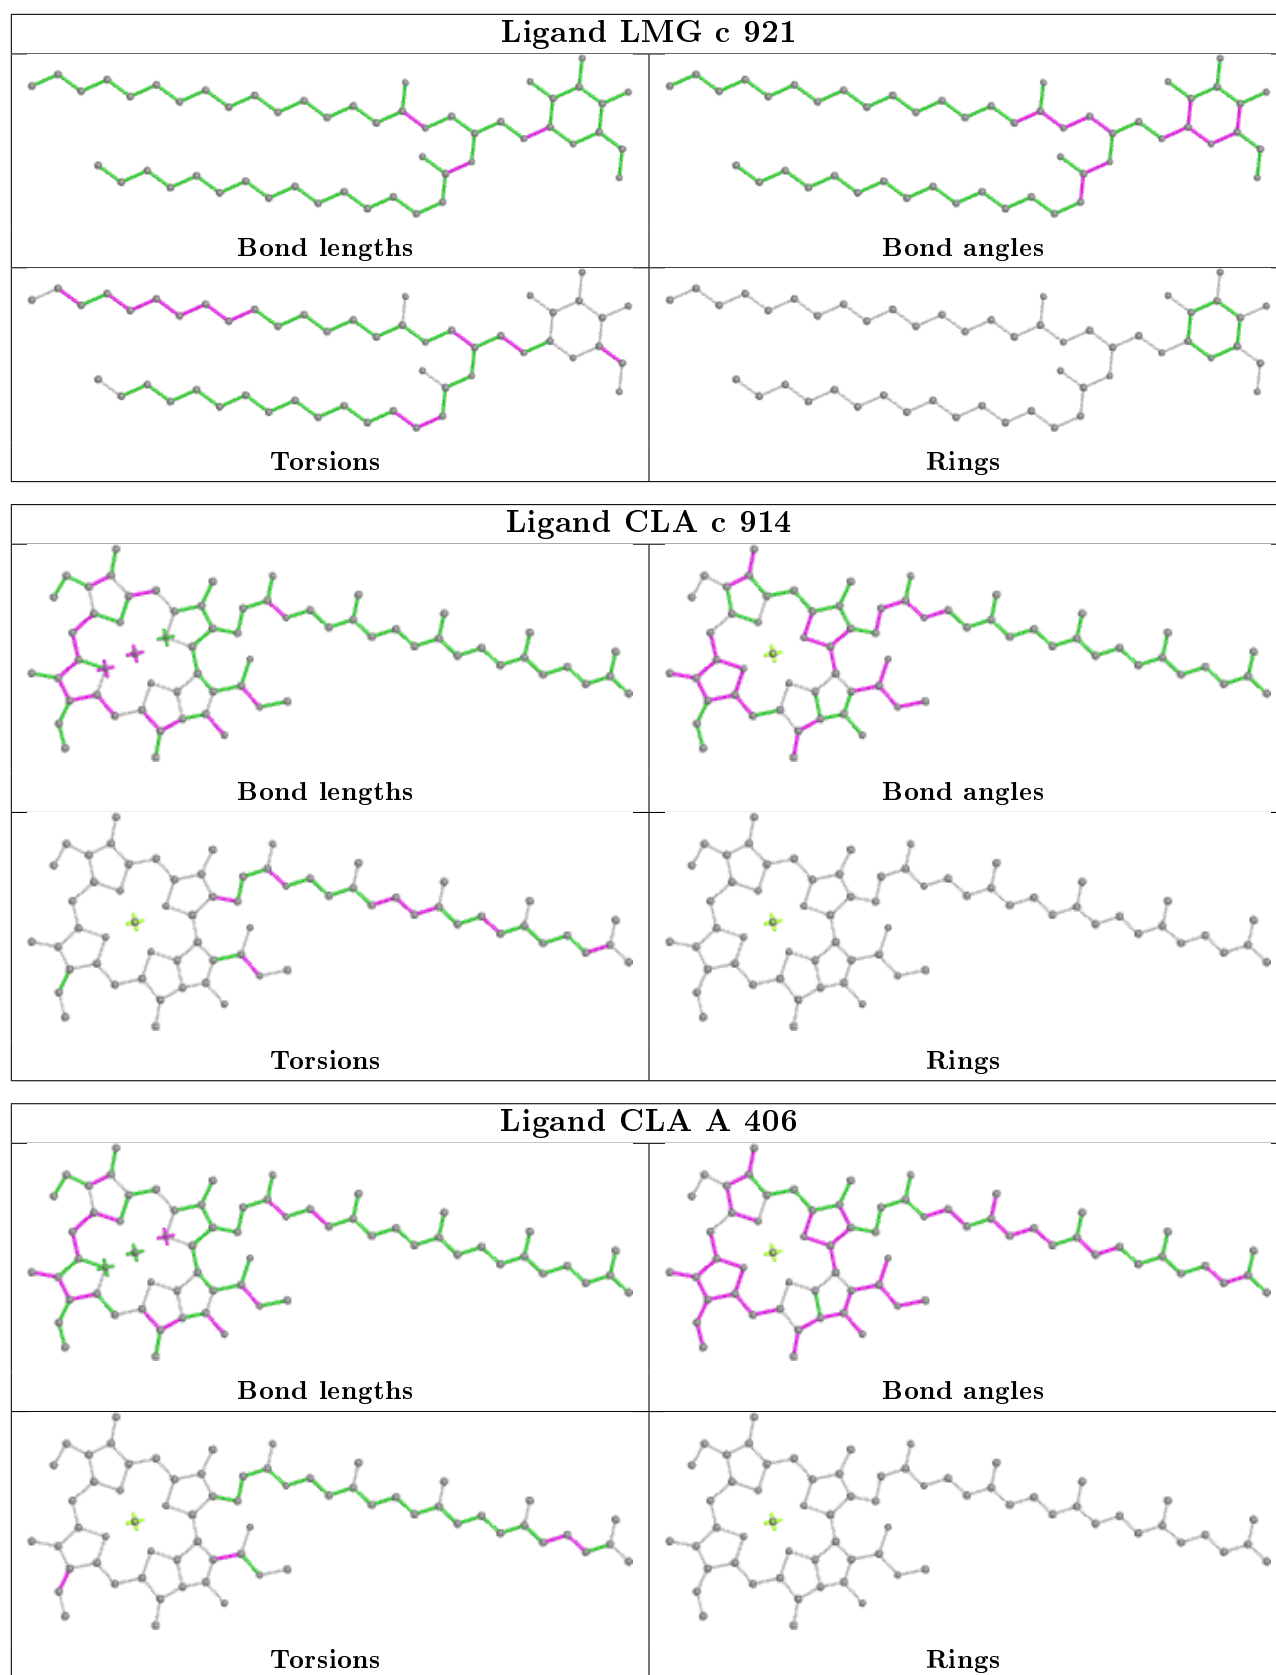 Ligand LMG c 921
Bond lengths
Bond angles
Torsions
Rings
Ligand CLA c 914
Bond lengths
Bond angles
Torsions
Rings
Ligand CLA A 406
Bond lengths
Bond angles
Torsions
Rings